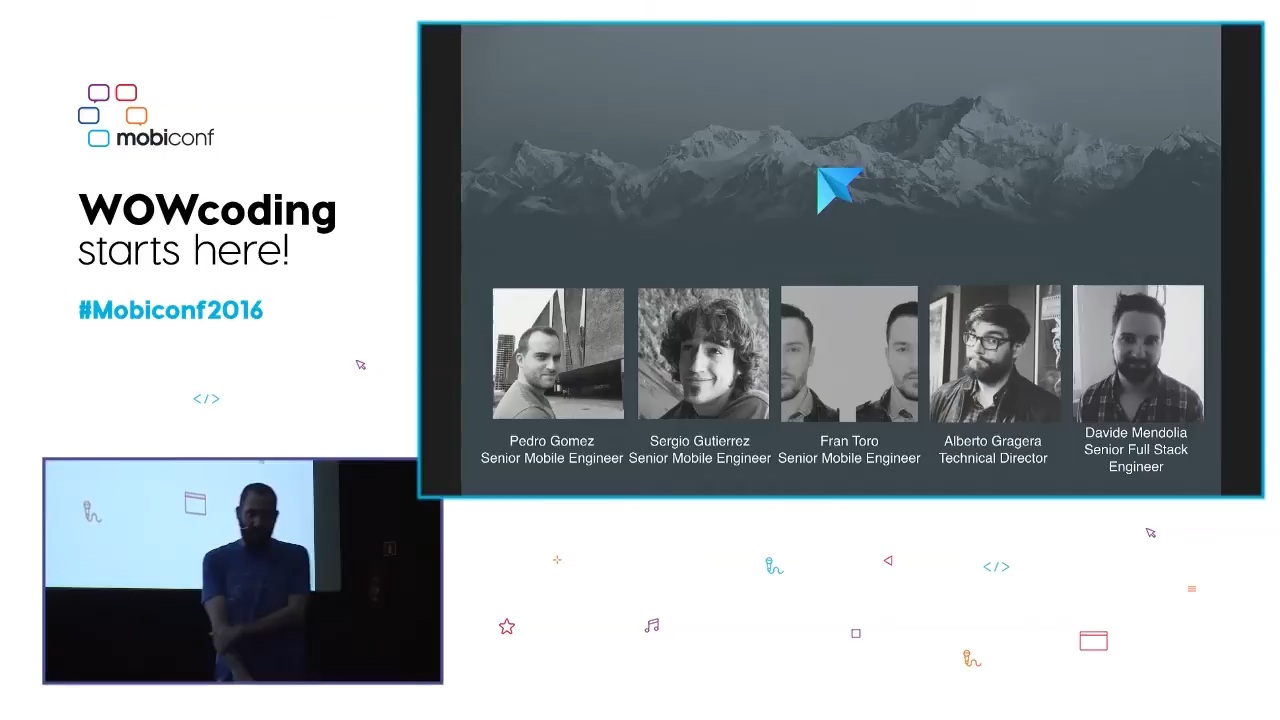 mobiconf
WOWcoding
starts here!
#Mobiconf2016
</>
Pedro Gomez
Senior Mobile Engineer
Sergio Gutierrez
Senior Mobile Engineer
Fran Toro
Senior Mobile Engineer
Alberto Gragera
Technical Director
Davide Mendolia
Senior Full Stack
Engineer
</>